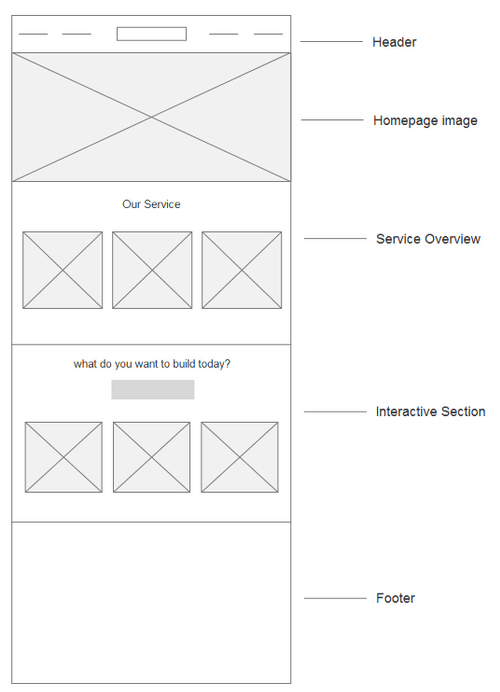 Header
Homepage image
Our Service
Service Overview
what do you want to build today?
Interactive Section
Footer